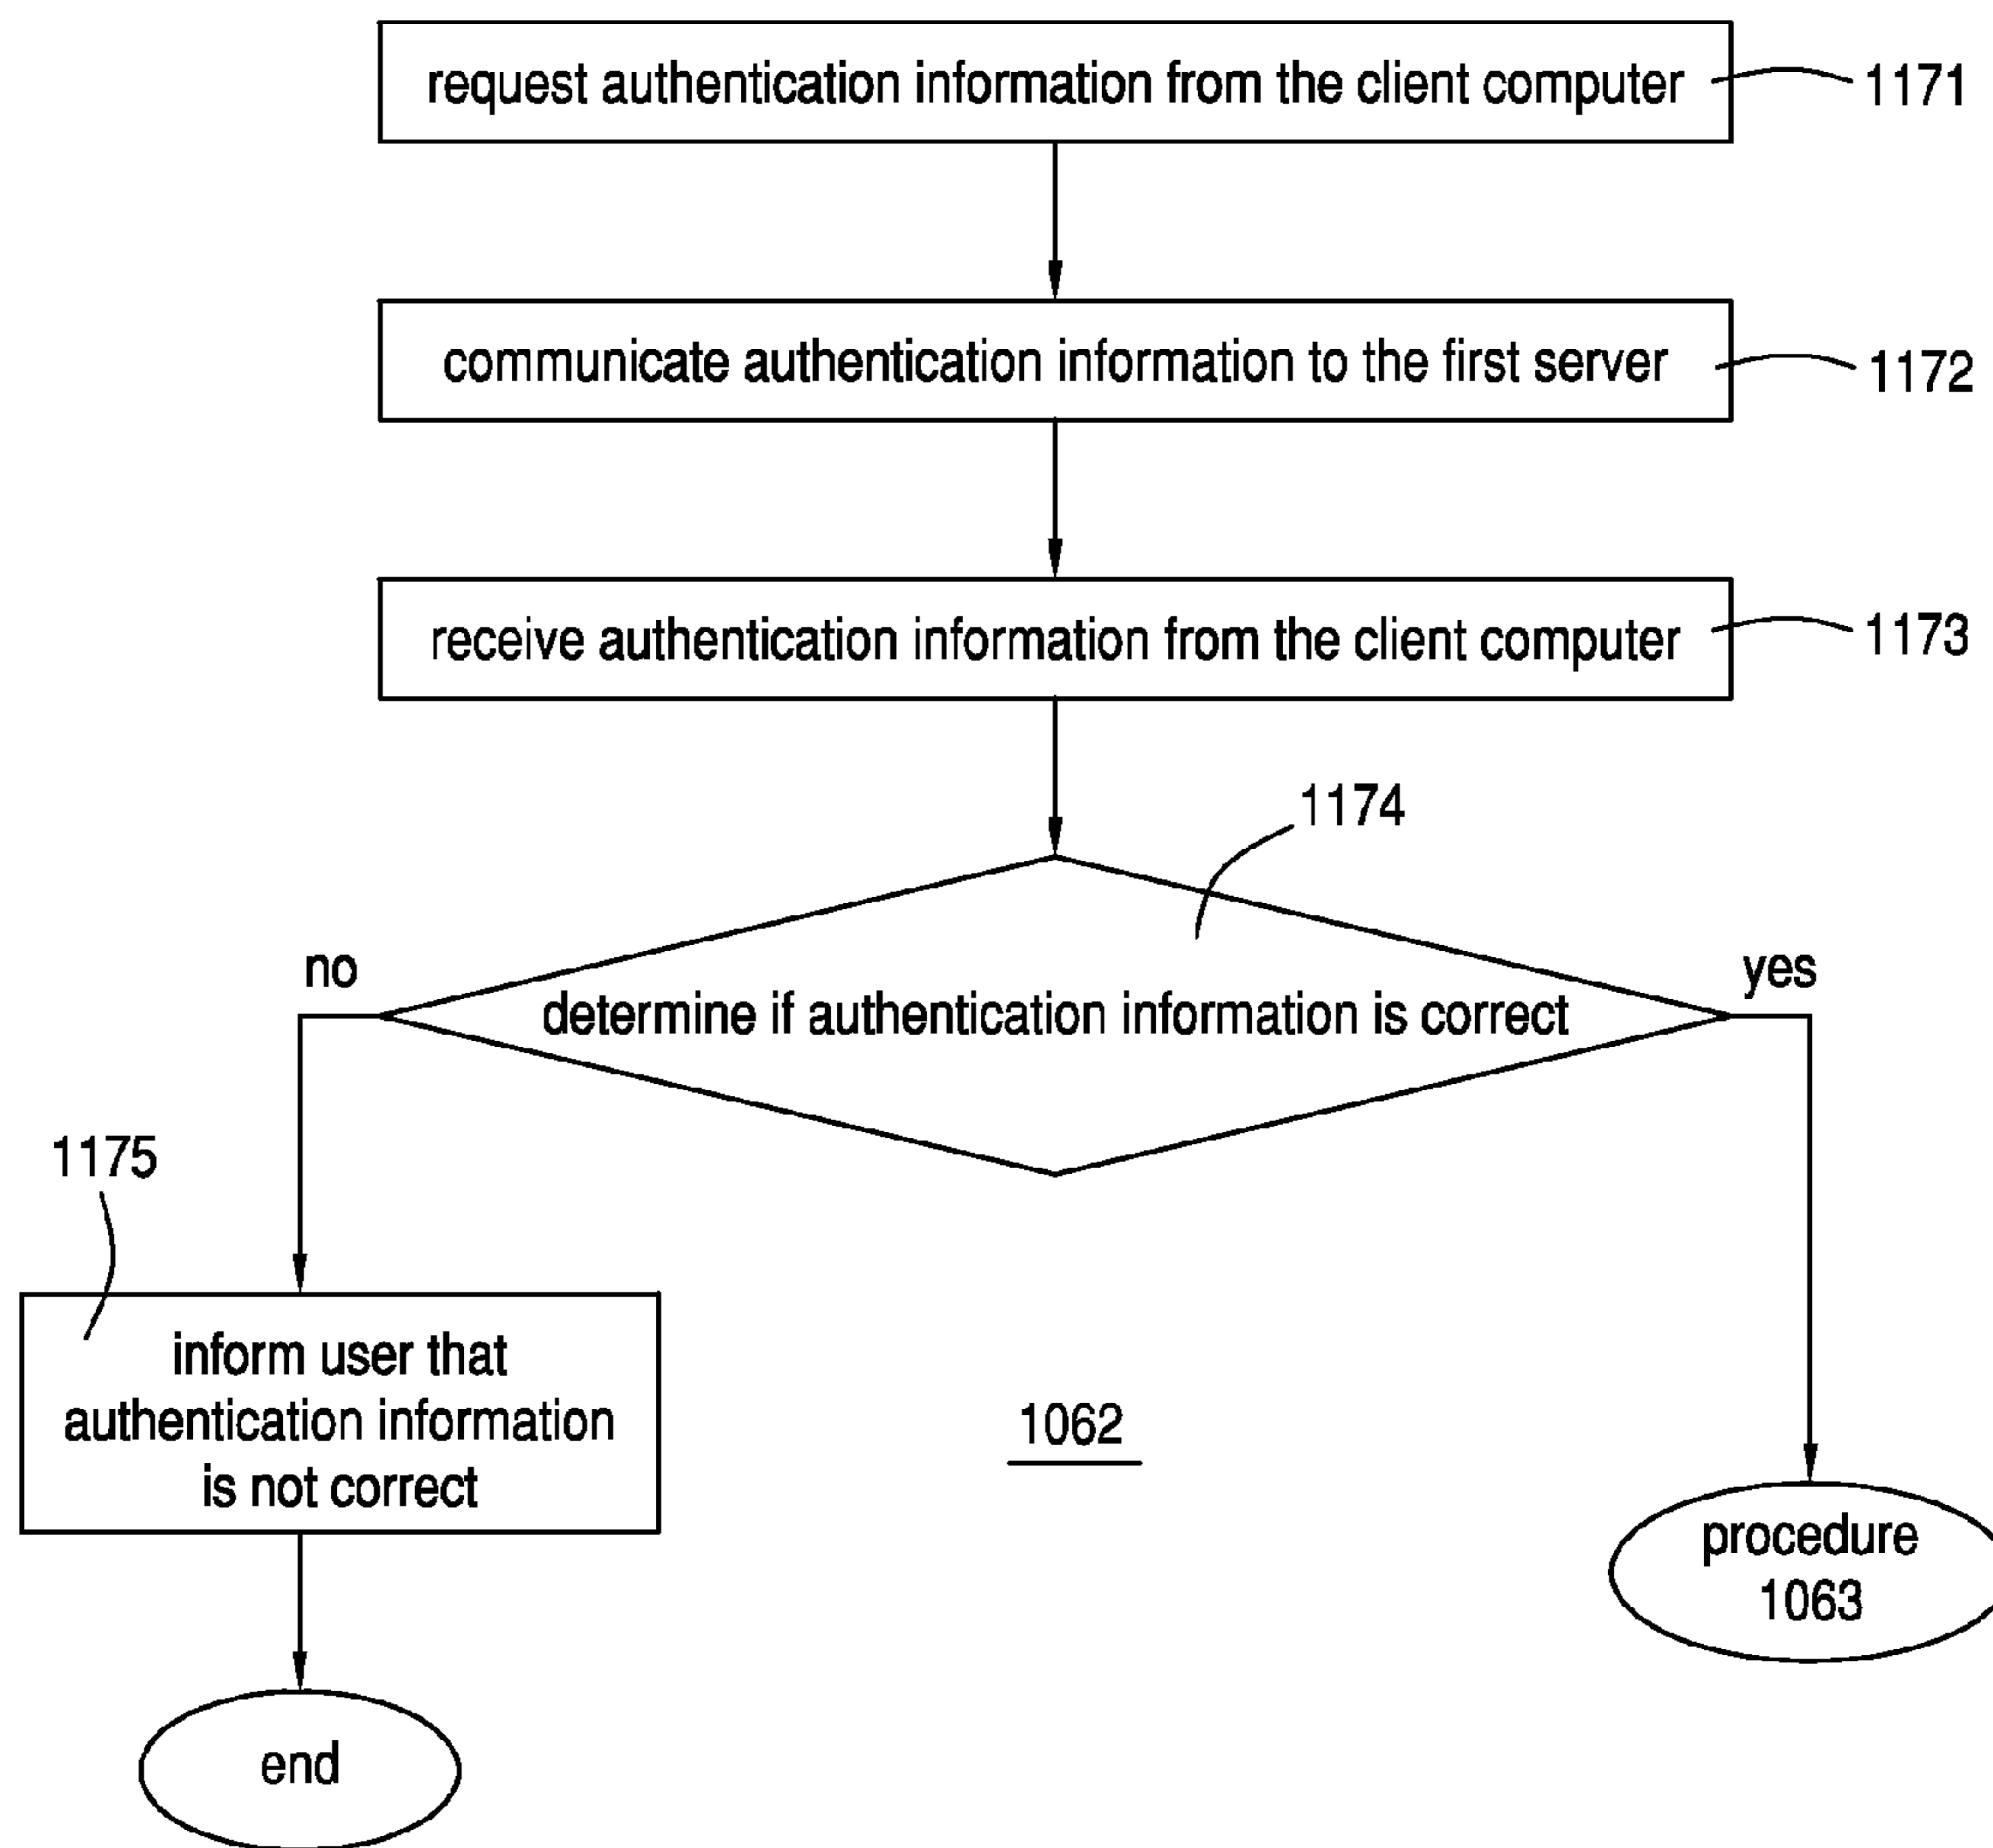 request authentication information from the client computer
1171
communicate authentication information to the first server
1172
receive authentication information from the client computer
1173
1174
no
yes
determine if authentication information is correct
1175
inform user that
authentication information
is not correct
1062
procedure
1063
end